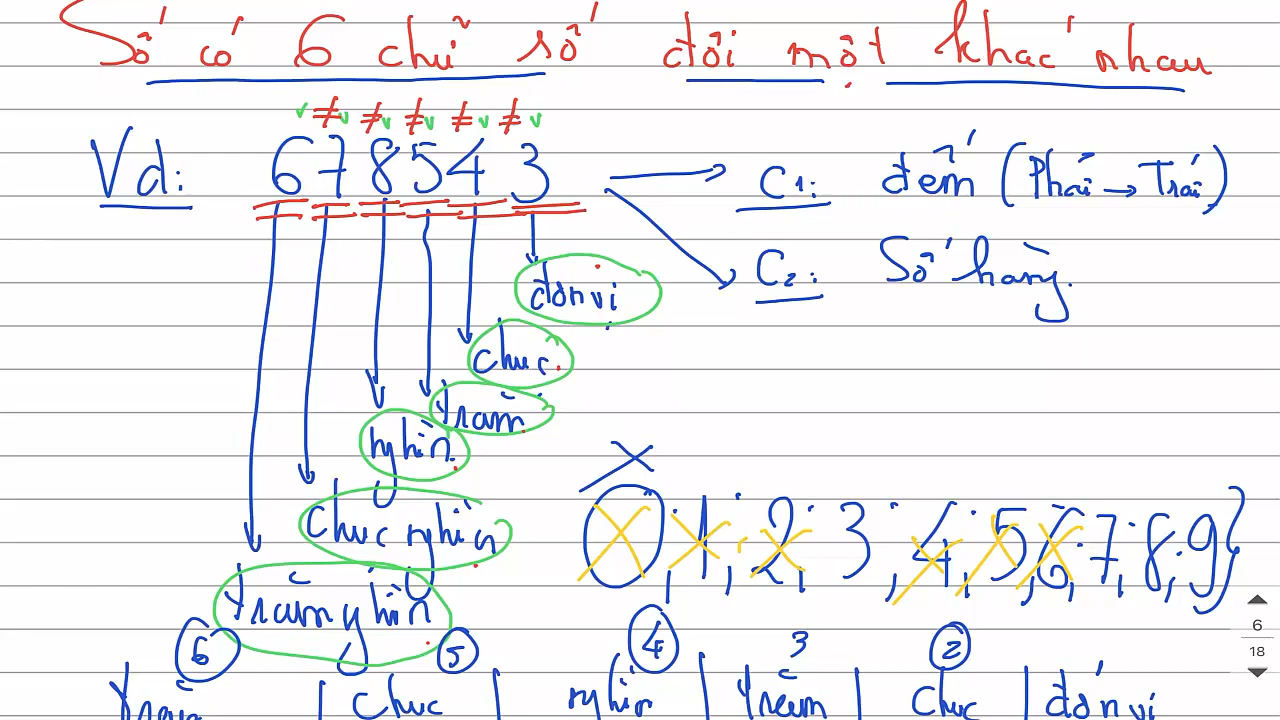 Số có 6 chữ số đôi một khác nhau
≠ ≠ ≠ ≠ ≠
Vd: 678543 → C1: đếm (Phải → Trái)
C2: Số hàng.
đơn vị
chục
trăm
nghìn
chục nghìn
trăm nghìn
0; 1; 2; 3; 4; 5; 6; 7; 8; 9}
6 5 4 3 2
trăm | chục | nghìn | trăm | chục | đơn vị
6
18